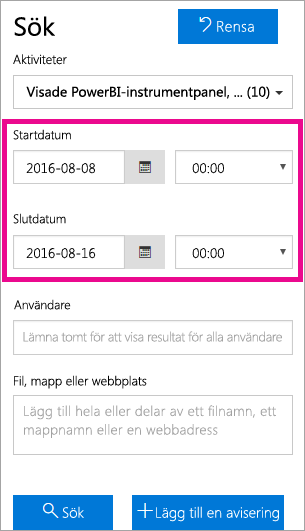 Sök
Rensa
Aktiviteter
Visade PowerBI-instrumentpanel, ... (10)
Startdatum
2016-08-08 00:00
Slutdatum
2016-08-16 00:00
Användare
Lämna tomt för att visa resultat för alla användare
Fil, mapp eller webbplats
Lägg till hela eller delar av ett filnamn, ett
mappnamn eller en webbadress
Sök
Lägg till en avisering